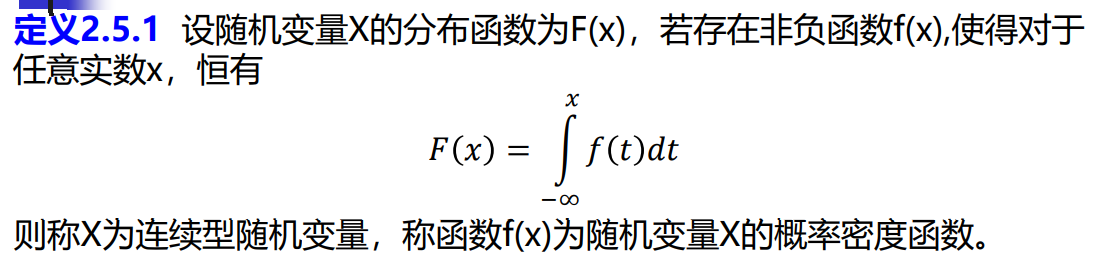 定义2.5.1 设随机变量X的分布函数为F(x)，若存在非负函数f(x),使得对于
任意实数x，恒有
F(x) = ∫_{-∞}^{x} f(t)dt
则称X为连续型随机变量，称函数f(x)为随机变量X的概率密度函数。